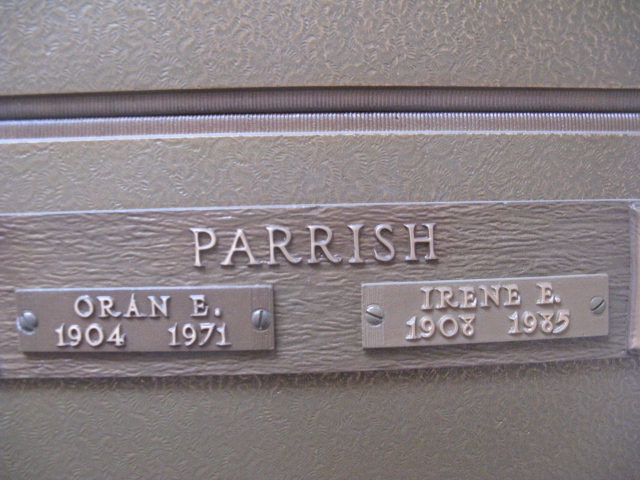 PARRISH
ORAN E.
1904 1971
IRENE E.
1908 1985